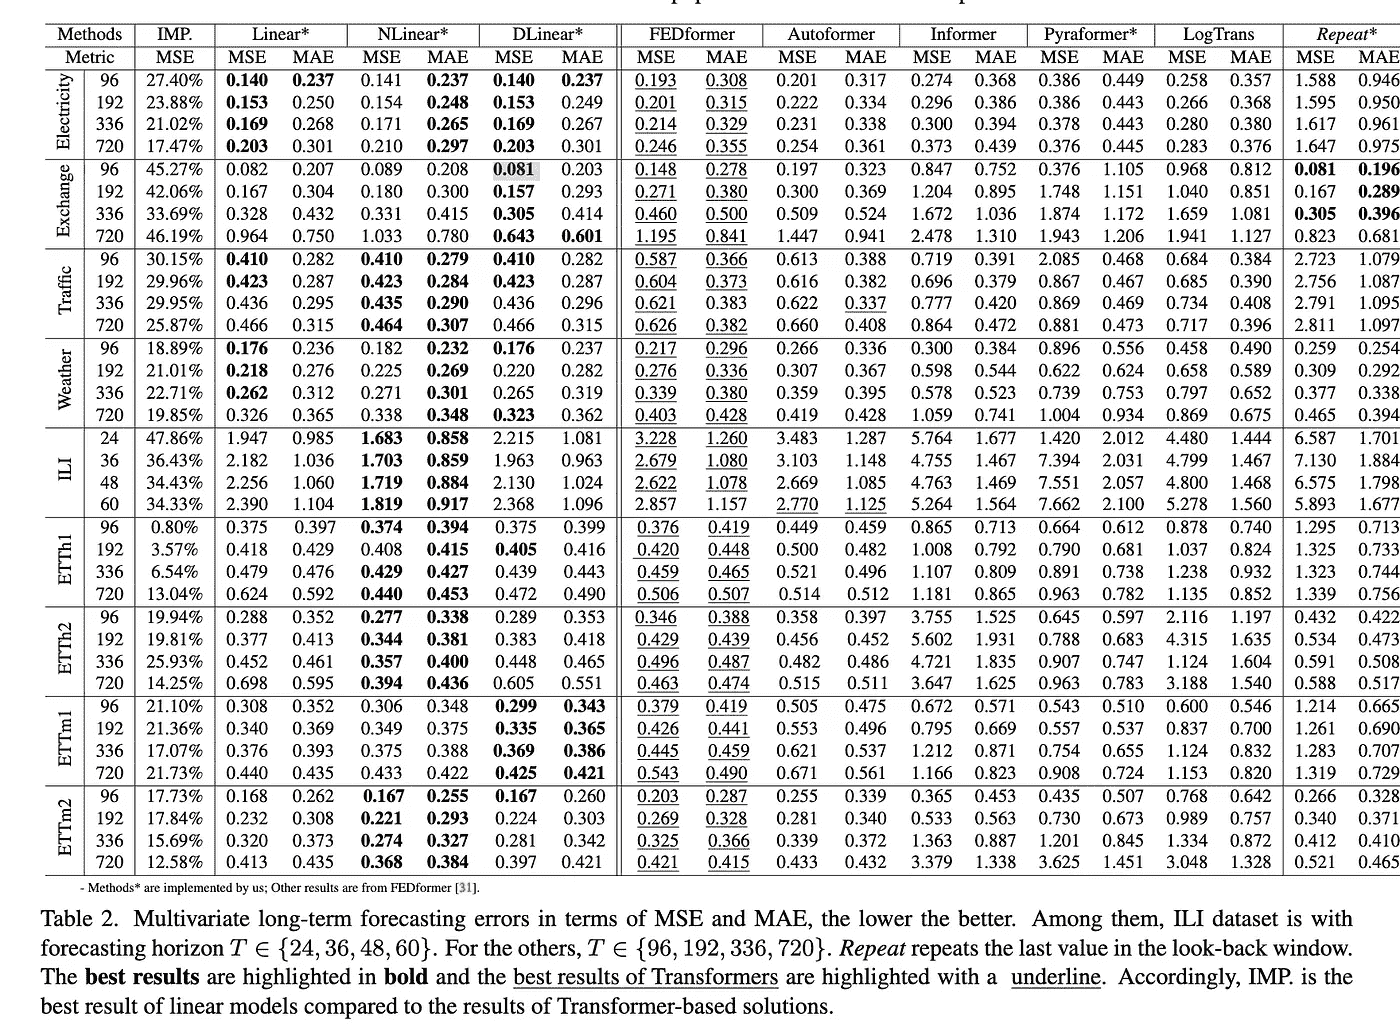 Methods IMP. Linear* NLinear* DLinear* FEDformer Autoformer Informer Pyraformer* LogTrans Repeat*
Metric MSE MSE MAE MSE MAE MSE MAE MSE MAE MSE MAE MSE MAE MSE MAE MSE MAE MSE MAE
Electricity
96 27.40% 0.140 0.237 0.141 0.237 0.140 0.237 0.193 0.308 0.201 0.317 0.274 0.368 0.386 0.449 0.258 0.357 1.588 0.946
192 23.88% 0.153 0.250 0.154 0.248 0.153 0.249 0.201 0.315 0.222 0.334 0.296 0.386 0.386 0.443 0.266 0.368 1.595 0.950
336 21.02% 0.169 0.268 0.171 0.265 0.169 0.267 0.214 0.329 0.231 0.338 0.300 0.394 0.378 0.443 0.280 0.380 1.617 0.961
720 17.47% 0.203 0.301 0.210 0.297 0.203 0.301 0.246 0.355 0.254 0.361 0.373 0.439 0.376 0.445 0.283 0.376 1.647 0.975
Exchange
96 45.27% 0.082 0.207 0.089 0.208 0.081 0.203 0.148 0.278 0.197 0.323 0.847 0.752 0.376 1.105 0.968 0.812 0.081 0.196
192 42.06% 0.167 0.304 0.180 0.300 0.157 0.293 0.271 0.380 0.300 0.369 1.204 0.895 1.748 1.151 1.040 0.851 0.167 0.289
336 33.69% 0.328 0.432 0.331 0.415 0.305 0.414 0.460 0.500 0.509 0.524 1.672 1.036 1.874 1.172 1.659 1.081 0.305 0.396
720 46.19% 0.964 0.750 1.033 0.780 0.643 0.601 1.195 0.841 1.447 0.941 2.478 1.310 1.943 1.206 1.941 1.127 0.823 0.681
Traffic
96 30.15% 0.410 0.282 0.410 0.279 0.410 0.282 0.587 0.366 0.613 0.388 0.719 0.391 2.085 0.468 0.684 0.384 2.723 1.079
192 29.96% 0.423 0.287 0.423 0.284 0.423 0.287 0.604 0.373 0.616 0.382 0.696 0.379 0.867 0.467 0.685 0.390 2.756 1.087
336 29.95% 0.436 0.295 0.435 0.290 0.436 0.296 0.621 0.383 0.622 0.337 0.777 0.420 0.869 0.469 0.734 0.408 2.791 1.095
720 25.87% 0.466 0.315 0.464 0.307 0.466 0.315 0.626 0.382 0.660 0.408 0.864 0.472 0.881 0.473 0.717 0.396 2.811 1.097
Weather
96 18.89% 0.176 0.236 0.182 0.232 0.176 0.237 0.217 0.296 0.266 0.336 0.300 0.384 0.896 0.556 0.458 0.490 0.259 0.254
192 21.01% 0.218 0.276 0.225 0.269 0.220 0.282 0.276 0.336 0.307 0.367 0.598 0.544 0.622 0.624 0.658 0.589 0.309 0.292
336 22.71% 0.262 0.312 0.271 0.301 0.265 0.319 0.339 0.380 0.359 0.395 0.578 0.523 0.739 0.753 0.797 0.652 0.377 0.338
720 19.85% 0.326 0.365 0.338 0.348 0.323 0.362 0.403 0.428 0.419 0.428 1.059 0.741 1.004 0.934 0.869 0.675 0.465 0.394
ILI
24 47.86% 1.947 0.985 1.683 0.858 2.215 1.081 3.228 1.260 3.483 1.287 5.764 1.677 1.420 2.012 4.480 1.444 6.587 1.701
36 36.43% 2.182 1.036 1.703 0.859 1.963 0.963 2.679 1.080 3.103 1.148 4.755 1.467 7.394 2.031 4.799 1.467 7.130 1.884
48 34.43% 2.256 1.060 1.719 0.884 2.130 1.024 2.622 1.078 2.669 1.085 4.763 1.469 7.551 2.057 4.800 1.468 6.575 1.798
60 34.33% 2.390 1.104 1.819 0.917 2.368 1.096 2.857 1.157 2.770 1.125 5.264 1.564 7.662 2.100 5.278 1.560 5.893 1.677
ETTh1
96 0.80% 0.375 0.397 0.374 0.394 0.375 0.399 0.376 0.419 0.449 0.459 0.865 0.713 0.664 0.612 0.878 0.740 1.295 0.713
192 3.57% 0.418 0.429 0.408 0.415 0.405 0.416 0.420 0.448 0.500 0.482 1.008 0.792 0.790 0.681 1.037 0.824 1.325 0.733
336 6.54% 0.479 0.476 0.429 0.427 0.439 0.443 0.459 0.465 0.521 0.496 1.107 0.809 0.891 0.738 1.238 0.932 1.323 0.744
720 13.04% 0.624 0.592 0.440 0.453 0.472 0.490 0.506 0.507 0.514 0.512 1.181 0.865 0.963 0.782 1.135 0.852 1.339 0.756
ETTh2
96 19.94% 0.288 0.352 0.277 0.338 0.289 0.353 0.346 0.388 0.358 0.397 3.755 1.525 0.645 0.597 2.116 1.197 0.432 0.422
192 19.81% 0.377 0.413 0.344 0.381 0.383 0.418 0.429 0.439 0.456 0.452 5.602 1.931 0.788 0.683 4.315 1.635 0.534 0.473
336 25.93% 0.452 0.461 0.357 0.400 0.448 0.465 0.496 0.487 0.482 0.486 4.721 1.835 0.907 0.747 1.124 1.604 0.591 0.508
720 14.25% 0.698 0.595 0.394 0.436 0.605 0.551 0.463 0.474 0.515 0.511 3.647 1.625 0.963 0.783 3.188 1.540 0.588 0.517
ETTm1
96 21.10% 0.308 0.352 0.306 0.348 0.299 0.343 0.379 0.419 0.505 0.475 0.672 0.571 0.543 0.510 0.600 0.546 1.214 0.665
192 21.36% 0.340 0.369 0.349 0.375 0.335 0.365 0.426 0.441 0.553 0.496 0.795 0.669 0.557 0.537 0.837 0.700 1.261 0.690
336 17.07% 0.376 0.393 0.375 0.388 0.369 0.386 0.445 0.459 0.621 0.537 1.212 0.871 0.754 0.655 1.124 0.832 1.283 0.707
720 21.73% 0.440 0.435 0.433 0.422 0.425 0.421 0.543 0.490 0.671 0.561 1.166 0.823 0.908 0.724 1.153 0.820 1.319 0.729
ETTm2
96 17.73% 0.168 0.262 0.167 0.255 0.167 0.260 0.203 0.287 0.255 0.339 0.365 0.453 0.435 0.507 0.768 0.642 0.266 0.328
192 17.84% 0.232 0.308 0.221 0.293 0.224 0.303 0.269 0.328 0.281 0.340 0.533 0.563 0.730 0.673 0.989 0.757 0.340 0.371
336 15.69% 0.320 0.373 0.274 0.327 0.281 0.342 0.325 0.366 0.339 0.372 1.363 0.887 1.201 0.845 1.334 0.872 0.412 0.410
720 12.58% 0.413 0.435 0.368 0.384 0.397 0.421 0.421 0.415 0.433 0.432 3.379 1.338 3.625 1.451 3.048 1.328 0.521 0.465
- Methods* are implemented by us; Other results are from FEDformer [31].
Table 2. Multivariate long-term forecasting errors in terms of MSE and MAE, the lower the better. Among them, ILI dataset is with
forecasting horizon T ∈ {24, 36, 48, 60}. For the others, T ∈ {96, 192, 336, 720}. Repeat repeats the last value in the look-back window.
The best results are highlighted in bold and the best results of Transformers are highlighted with a underline. Accordingly, IMP. is the
best result of linear models compared to the results of Transformer-based solutions.